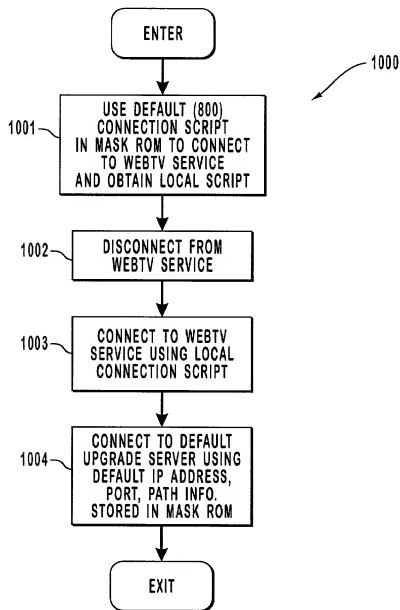 ENTER
1000
1001
USE DEFAULT (800)
CONNECTION SCRIPT
IN MASK ROM TO CONNECT
TO WEBTV SERVICE
AND OBTAIN LOCAL SCRIPT
1002
DISCONNECT FROM
WEBTV SERVICE
1003
CONNECT TO WEBTV
SERVICE USING LOCAL
CONNECTION SCRIPT
1004
CONNECT TO DEFAULT
UPGRADE SERVER USING
DEFAULT IP ADDRESS,
PORT, PATH INFO.
STORED IN MASK ROM
EXIT